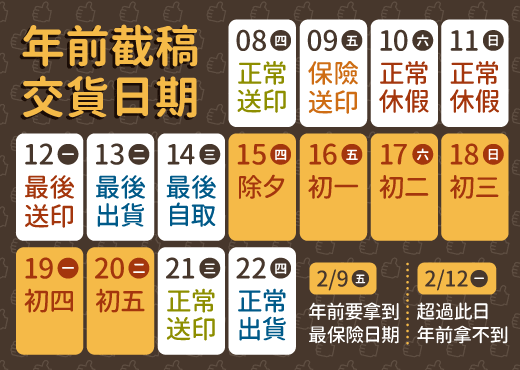 年前截稿
交貨日期
08 四
正常
送印
09 五
保險
送印
10 六
正常
休假
11 日
正常
休假
12 一
最後
送印
13 二
最後
出貨
14 三
最後
自取
15 四
除夕
16 五
初一
17 六
初二
18 日
初三
19 一
初四
20 二
初五
21 三
正常
送印
22 四
正常
出貨
2/9 五
年前要拿到
最保險日期
2/12 一
超過此日
年前拿不到